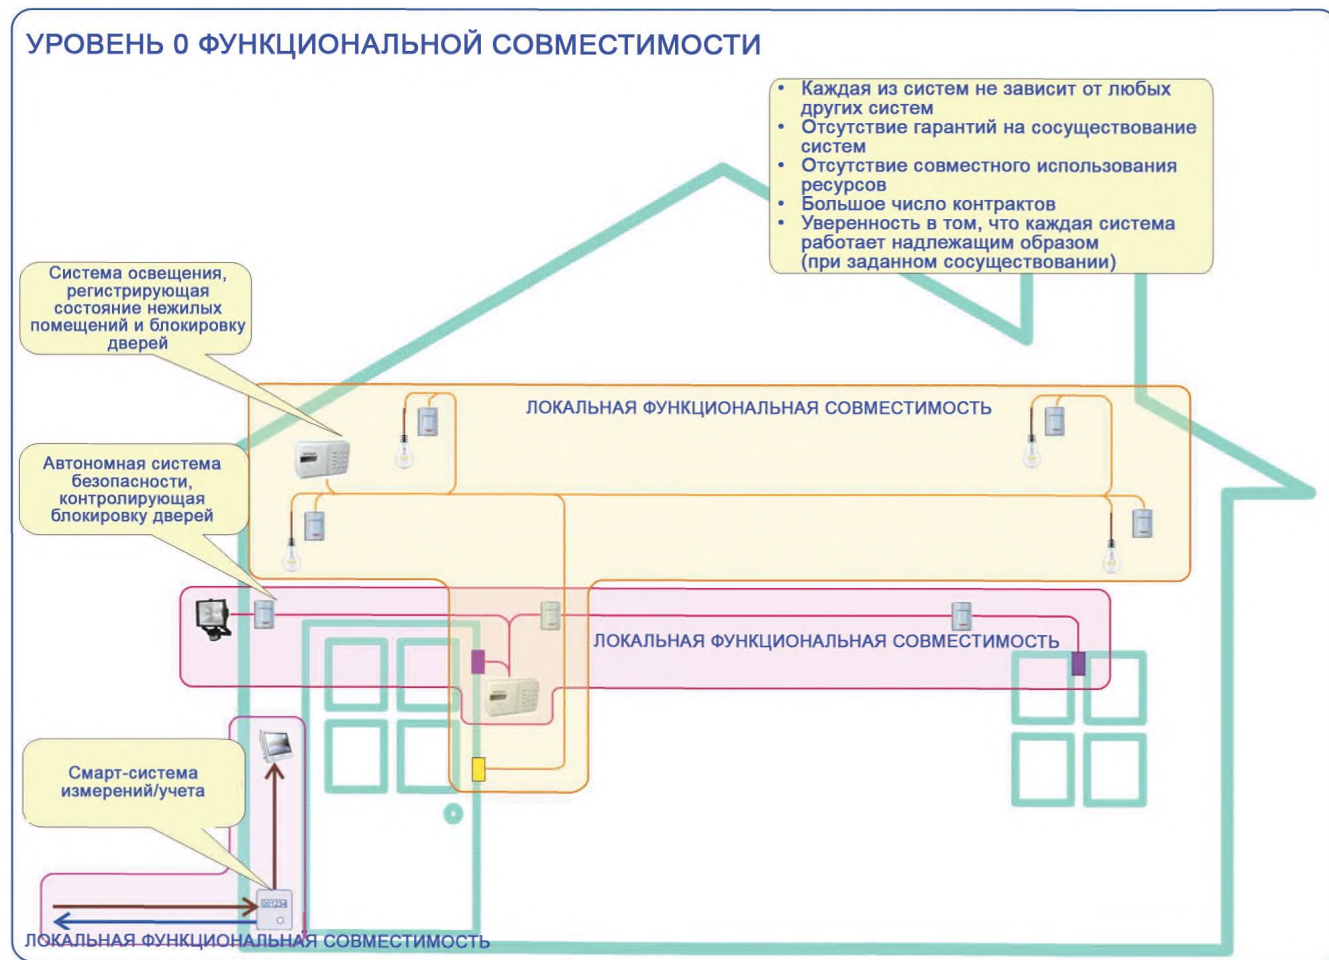 УРОВЕНЬ 0 ФУНКЦИОНАЛЬНОЙ СОВМЕСТИМОСТИ
• Каждая из систем не зависит от любых
других систем
• Отсутствие гарантий на сосуществование
систем
• Отсутствие совместного использования
ресурсов
• Большое число контрактов
• Уверенность в том, что каждая система
работает надлежащим образом
(при заданном сосуществовании)
Система освещения,
регистрирующая
состояние нежилых
помещений и блокировку
дверей
ЛОКАЛЬНАЯ ФУНКЦИОНАЛЬНАЯ СОВМЕСТИМОСТЬ
Автономная система
безопасности,
контролирующая
блокировку дверей
ЛОКАЛЬНАЯ ФУНКЦИОНАЛЬНАЯ СОВМЕСТИМОСТЬ
Смарт-система
измерений/учета
001234
ЛОКАЛЬНАЯ ФУНКЦИОНАЛЬНАЯ СОВМЕСТИМОСТЬ